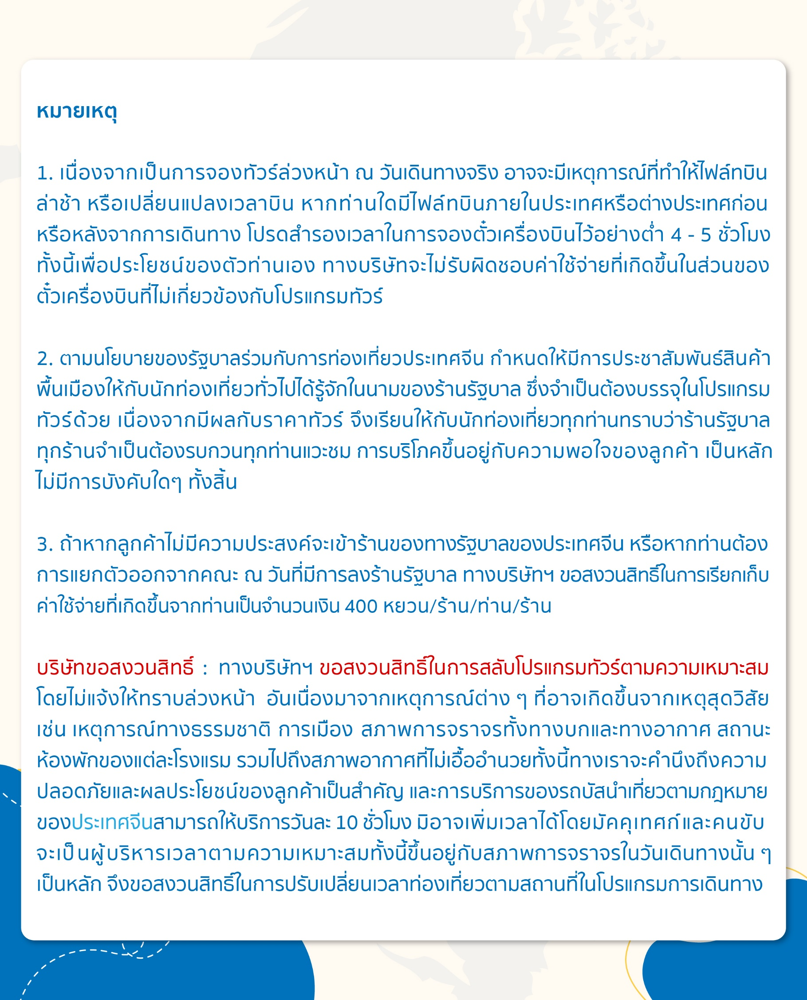 หมายเหตุ
1. เนื่องจากเป็นการจองทัวร์ล่วงหน้า ณ วันเดินทางจริง อาจจะมีเหตุการณ์ที่ทำให้ไฟล์ทบิน
ล่าช้า หรือเปลี่ยนแปลงเวลาบิน หากท่านใดมีไฟล์ทบินภายในประเทศหรือต่างประเทศก่อน
หรือหลังจากการเดินทาง โปรดสำรองเวลาในการจองตั๋วเครื่องบินไว้อย่างต่ำ 4 - 5 ชั่วโมง
ทั้งนี้เพื่อประโยชน์ของตัวท่านเอง ทางบริษัทจะไม่รับผิดชอบค่าใช้จ่ายที่เกิดขึ้นในส่วนของ
ตั๋วเครื่องบินที่ไม่เกี่ยวข้องกับโปรแกรมทัวร์
2. ตามนโยบายของรัฐบาลร่วมกับการท่องเที่ยวประเทศจีน กำหนดให้มีการประชาสัมพันธ์สินค้า
พื้นเมืองให้กับนักท่องเที่ยวทั่วไปได้รู้จักในนามของร้านรัฐบาล ซึ่งจำเป็นต้องบรรจุในโปรแกรม
ทัวร์ด้วย เนื่องจากมีผลกับราคาทัวร์ จึงเรียนให้กับนักท่องเที่ยวทุกท่านทราบว่าร้านรัฐบาล
ทุกร้านจำเป็นต้องรบกวนทุกท่านแวะชม การบริโภคขึ้นอยู่กับความพอใจของลูกค้า เป็นหลัก
ไม่มีการบังคับใดๆ ทั้งสิ้น
3. ถ้าหากลูกค้าไม่มีความประสงค์จะเข้าร้านของทางรัฐบาลของประเทศจีน หรือหากท่านต้อง
การแยกตัวออกจากคณะ ณ วันที่มีการลงร้านรัฐบาล ทางบริษัทฯ ขอสงวนสิทธิ์ในการเรียกเก็บ
ค่าใช้จ่ายที่เกิดขึ้นจากท่านเป็นจำนวนเงิน 400 หยวน/ร้าน/ท่าน/ร้าน
บริษัทขอสงวนสิทธิ์ : ทางบริษัทฯ ขอสงวนสิทธิ์ในการสลับโปรแกรมทัวร์ตามความเหมาะสม
โดยไม่แจ้งให้ทราบล่วงหน้า อันเนื่องมาจากเหตุการณ์ต่าง ๆ ที่อาจเกิดขึ้นจากเหตุสุดวิสัย
เช่น เหตุการณ์ทางธรรมชาติ การเมือง สภาพการจราจรทั้งทางบกและทางอากาศ สถานะ
ห้องพักของแต่ละโรงแรม รวมไปถึงสภาพอากาศที่ไม่เอื้ออำนวยทั้งนี้ทางเราจะคำนึงถึงความ
ปลอดภัยและผลประโยชน์ของลูกค้าเป็นสำคัญ และการบริการของรถบัสนำเที่ยวตามกฎหมาย
ของประเทศจีนสามารถให้บริการวันละ 10 ชั่วโมง มิอาจเพิ่มเวลาได้โดยมัคคุเทศก์และคนขับ
จะเป็นผู้บริหารเวลาตามความเหมาะสมทั้งนี้ขึ้นอยู่กับสภาพการจราจรในวันเดินทางนั้น ๆ
เป็นหลัก จึงขอสงวนสิทธิ์ในการปรับเปลี่ยนเวลาท่องเที่ยวตามสถานที่ในโปรแกรมการเดินทาง